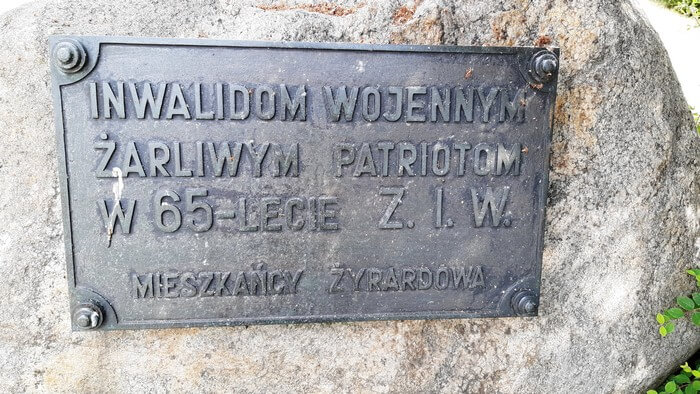 INWALIDOM WOJENNYM
ŻARLIWYM PATRIOTOM
W 65-LECIE Z. I. W.
MIESZKAŃCY ŻYRARDOWA